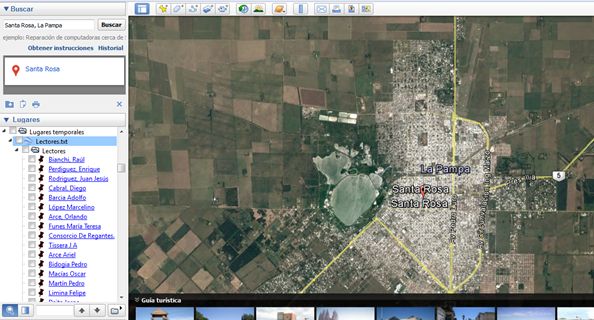 Buscar
Santa Rosa, La Pampa
Buscar
ejemplo: Reparación de computadoras cerca de
Obtener instrucciones Historial
Santa Rosa
Lugares
Lugares temporales
Lectores.txt
Lectores
Bianchi, Raúl
Perdiguez, Enrique
Rodriguez, Juan Jesús
Cabral, Diego
Barcia Adolfo
López Marcelino
Arce, Orlando
Funes María Teresa
Consorcio De Regantes,
Tissera J A
Arce Ariel
Bidogia Pedro
Macías Oscar
Martín Pedro
Limina Felipe
La Pampa
Santa Rosa
Santa Rosa
5
Guía turística